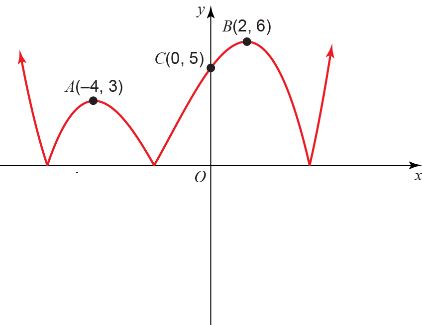 y
B(2, 6)
C(0, 5)
A(–4, 3)
O
x